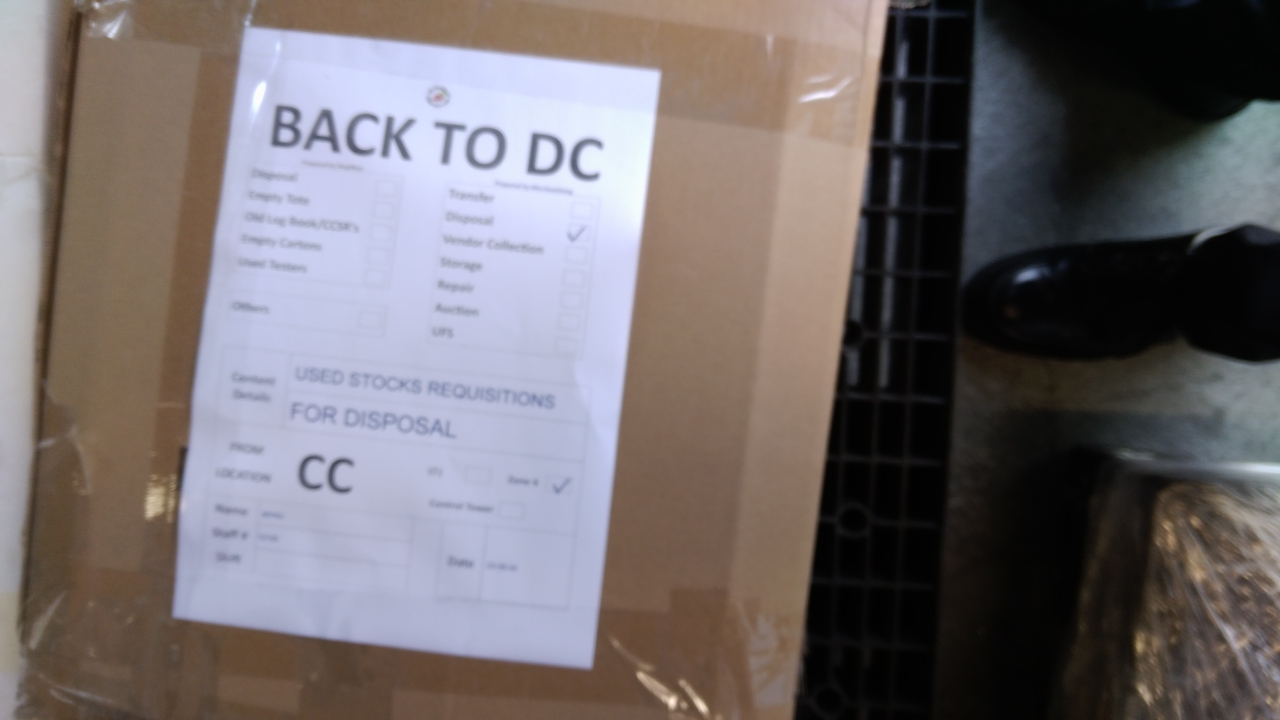 BACK TO DC
Disposal
Empty Tote
Old Log Book/CCSR's
Empty Cartons
Used Testers
Others
Transfer
Disposal
Vendor Collection
Storage
Repair
Auction
Content Details
USED STOCKS REQUISITIONS
FOR DISPOSAL
FROM
LOCATION
CC
Zone 4
Control Tower
Name
Staff #
Date